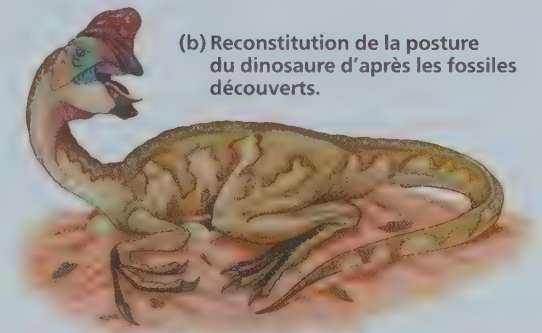 (b) Reconstitution de la posture
du dinosaure d'après les fossiles
découverts.